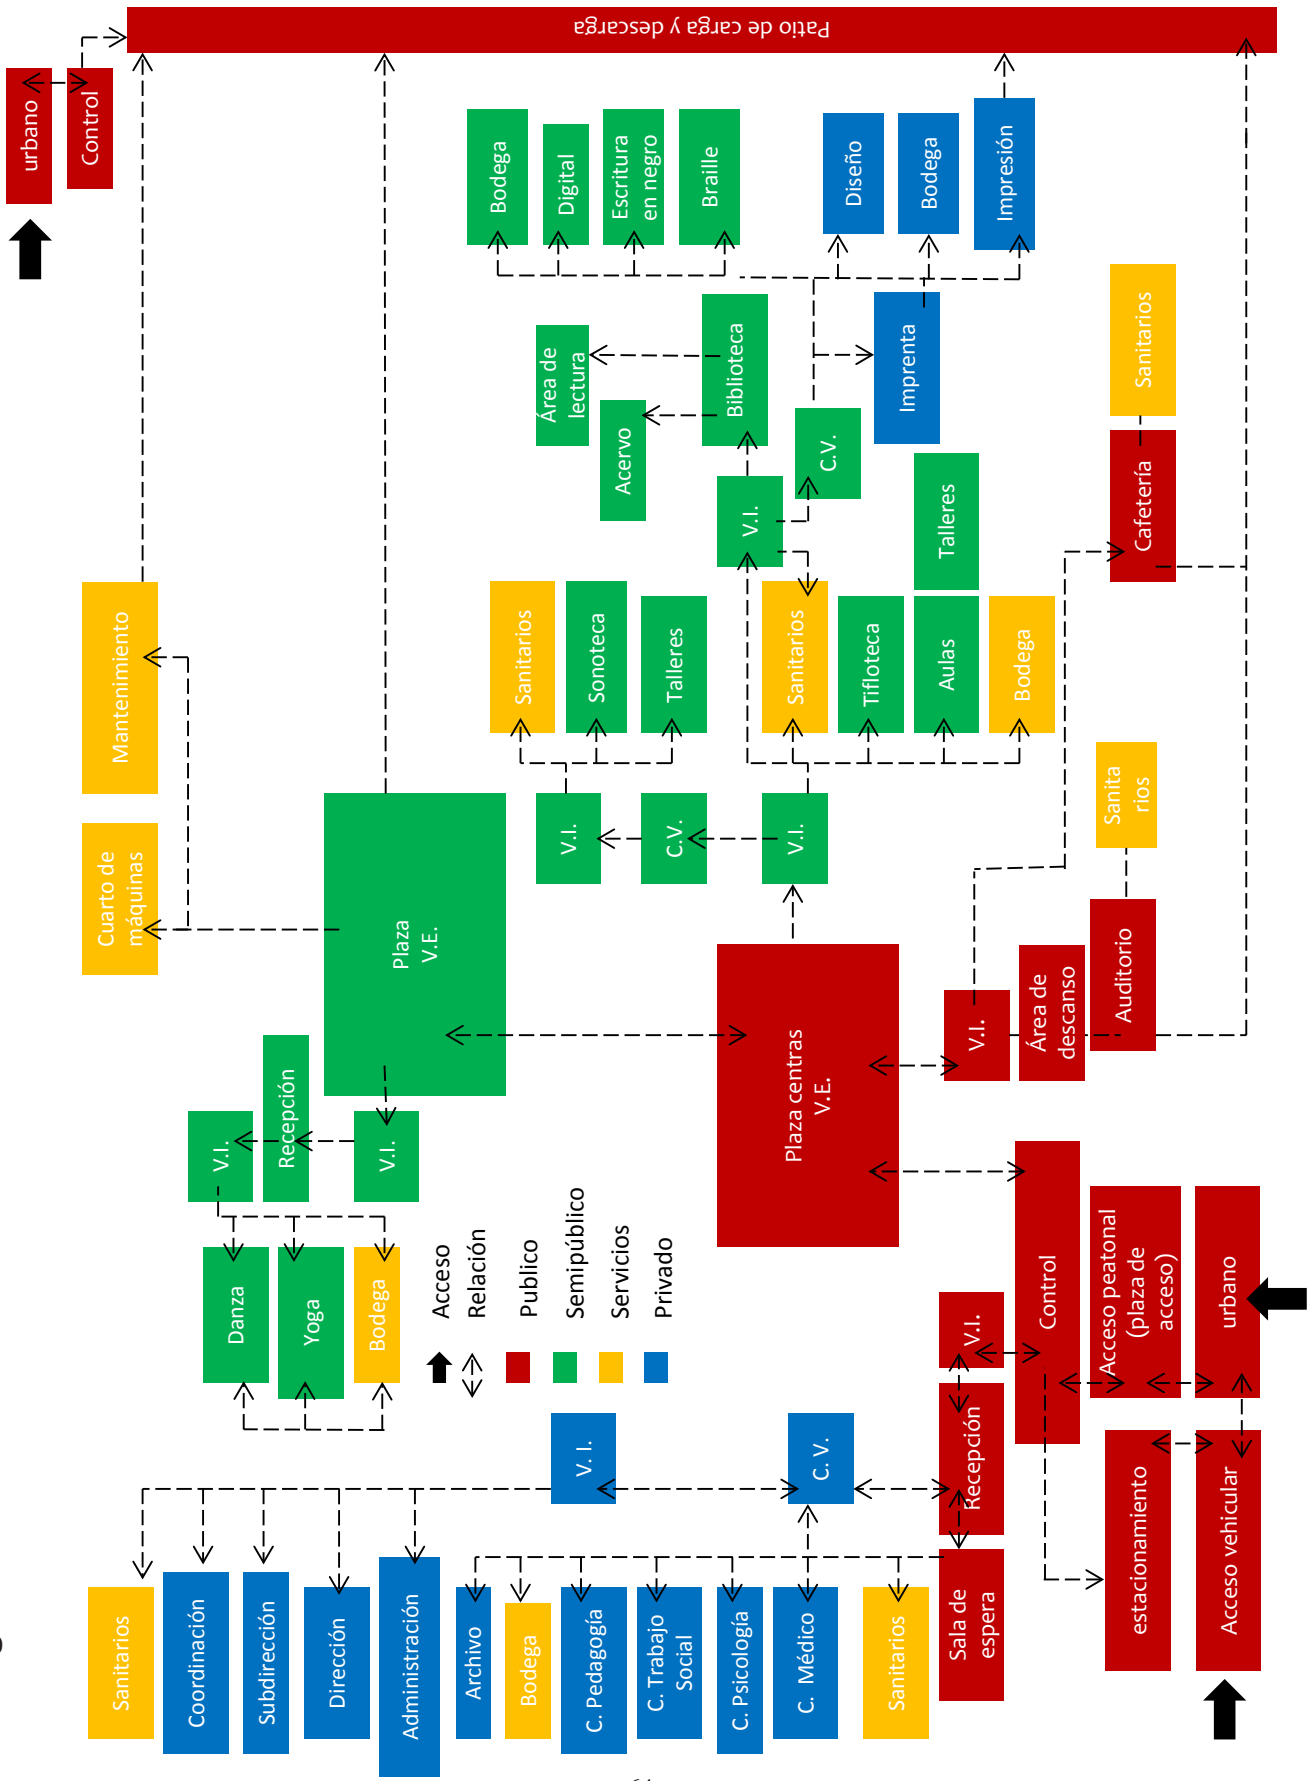 urbano
Control
Patio de carga y descarga
Mantenimiento
Cuarto de
máquinas
Plaza
V.E.
V.I.
Recepción
V.I.
Danza
Yoga
Bodega
Bodega
Digital
Escritura
en negro
Braille
Diseño
Bodega
Impresión
Área de
lectura
Acervo
Biblioteca
Imprenta
V.I.
C.V.
Sanitarios
Cafetería
Talleres
Sanitarios
Sonoteca
Talleres
Sanitarios
Tifloteca
Aulas
Bodega
V.I.
C.V.
V.I.
Sanita
rios
Auditorio
Área de
descanso
V.I.
Plaza centras
V.E.
Control
Acceso peatonal
(plaza de
acceso)
urbano
V.I.
Recepción
Sala de
espera
estacionamiento
Acceso vehicular
Acceso
Relación
Publico
Semipúblico
Servicios
Privado
V. I.
C. V.
Sanitarios
Coordinación
Subdirección
Dirección
Administración
Archivo
Bodega
C. Pedagogía
C. Trabajo
Social
C. Psicología
C. Médico
Sanitarios